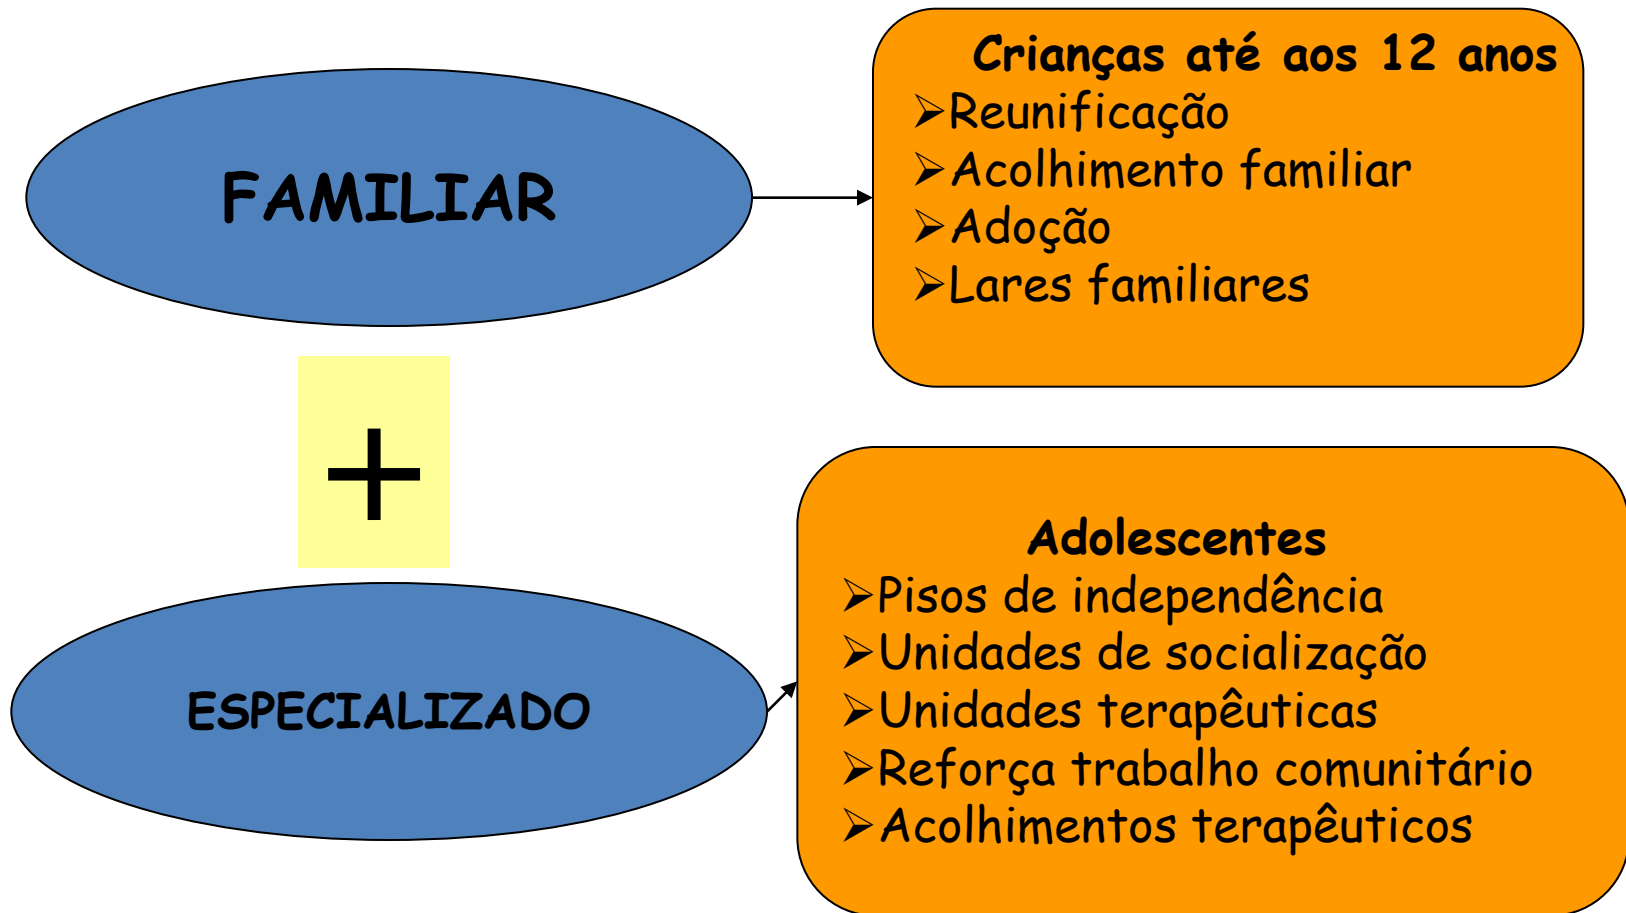 FAMILIAR
Crianças até aos 12 anos
➢Reunificação
➢Acolhimento familiar
➢Adoção
➢Lares familiares
+
ESPECIALIZADO
Adolescentes
➢Pisos de independência
➢Unidades de socialização
➢Unidades terapêuticas
➢Reforça trabalho comunitário
➢Acolhimentos terapêuticos